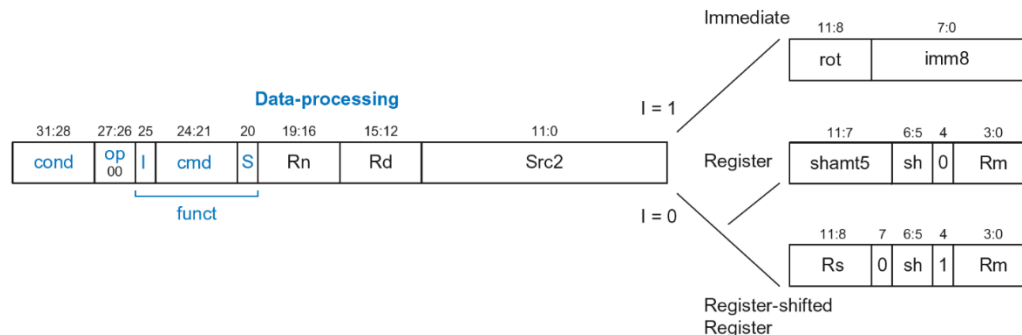 Immediate
11:8 7:0
rot imm8
Data-processing
I = 1
31:28 27:26 25 24:21 20 19:16 15:12 11:0
cond op 00 I cmd S Rn Rd Src2
funct
I = 0
Register
11:7 6:5 4 3:0
shamt5 sh 0 Rm
11:8 7 6:5 4 3:0
Rs 0 sh 1 Rm
Register-shifted
Register